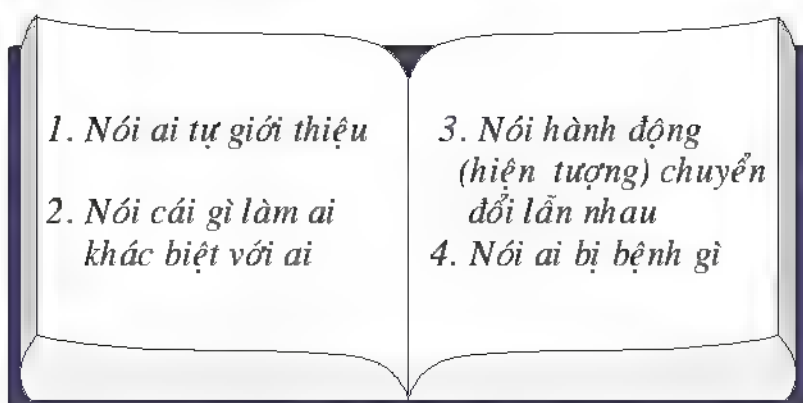 1. Nói ai tự giới thiệu
2. Nói cái gì làm ai
khác biệt với ai
3. Nói hành động
(hiện tượng) chuyển
đổi lẫn nhau
4. Nói ai bị bệnh gì